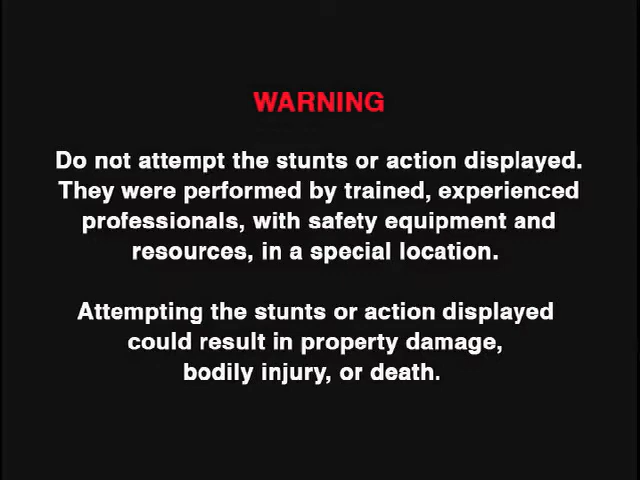 WARNING
Do not attempt the stunts or action displayed.
They were performed by trained, experienced
professionals, with safety equipment and
resources, in a special location.
Attempting the stunts or action displayed
could result in property damage,
bodily injury, or death.